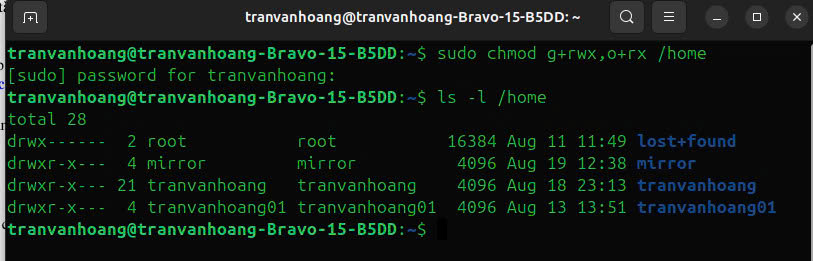 tranvanhoang@tranvanhoang-Bravo-15-B5DD: ~
tranvanhoang@tranvanhoang-Bravo-15-B5DD:~$ sudo chmod g+rwx,o+rx /home
[sudo] password for tranvanhoang:
tranvanhoang@tranvanhoang-Bravo-15-B5DD:~$ ls -l /home
total 28
drwx------  2 root          root          16384 Aug 11 11:49 lost+found
drwxr-x---  4 mirror        mirror         4096 Aug 19 12:38 mirror
drwxr-x--- 21 tranvanhoang   tranvanhoang   4096 Aug 18 23:13 tranvanhoang
drwxr-x---  4 tranvanhoang01 tranvanhoang01  4096 Aug 13 13:51 tranvanhoang01
tranvanhoang@tranvanhoang-Bravo-15-B5DD:~$